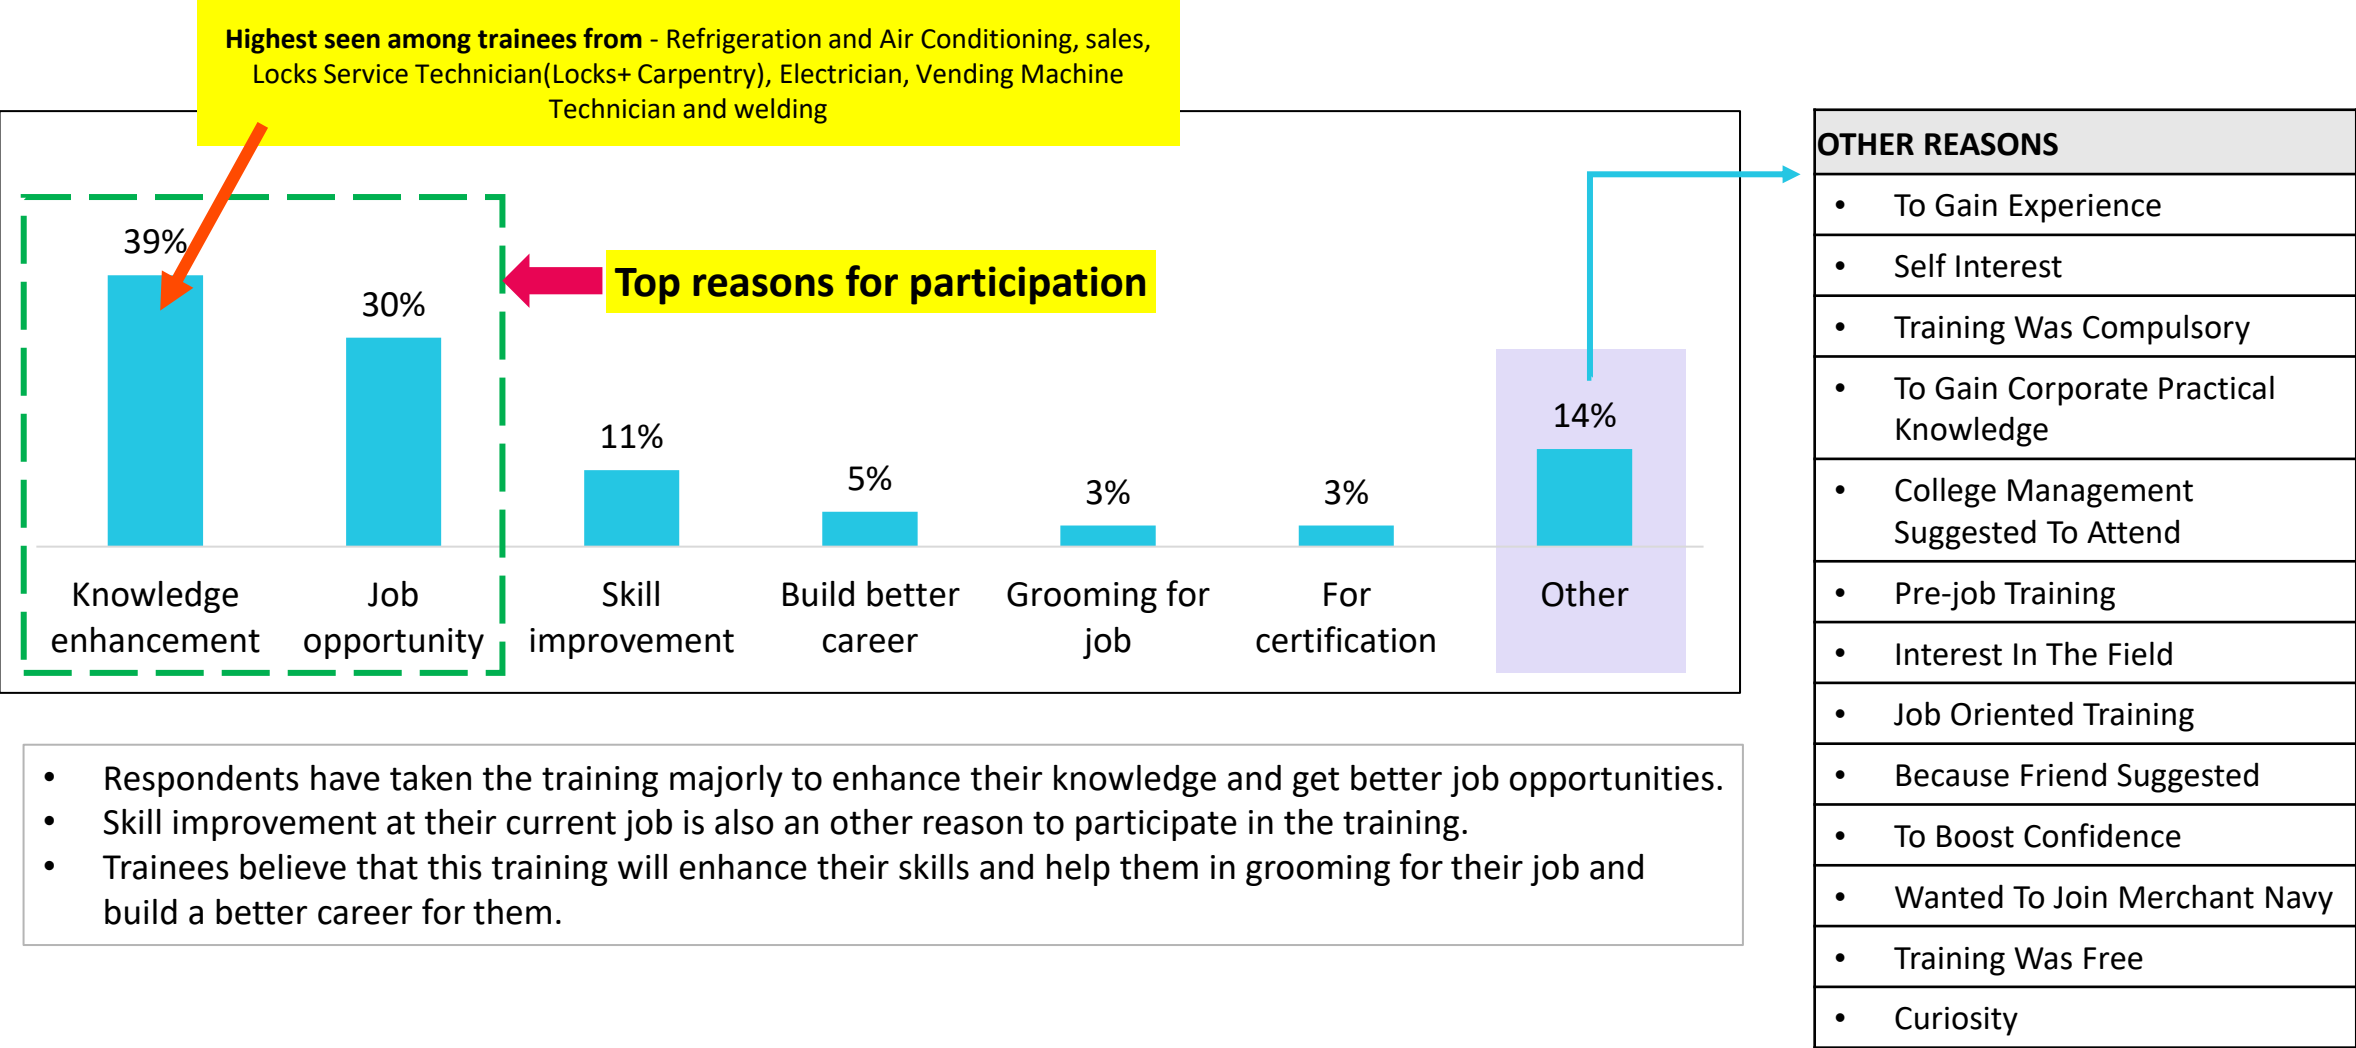 Highest seen among trainees from - Refrigeration and Air Conditioning, sales,
Locks Service Technician(Locks+ Carpentry), Electrician, Vending Machine
Technician and welding
39%
30%
11%
5%
3%
3%
14%
Top reasons for participation
Knowledge
enhancement
Job
opportunity
Skill
improvement
Build better
career
Grooming for
job
For
certification
Other
• Respondents have taken the training majorly to enhance their knowledge and get better job opportunities.
• Skill improvement at their current job is also an other reason to participate in the training.
• Trainees believe that this training will enhance their skills and help them in grooming for their job and
build a better career for them.
OTHER REASONS
• To Gain Experience
• Self Interest
• Training Was Compulsory
• To Gain Corporate Practical
Knowledge
• College Management
Suggested To Attend
• Pre-job Training
• Interest In The Field
• Job Oriented Training
• Because Friend Suggested
• To Boost Confidence
• Wanted To Join Merchant Navy
• Training Was Free
• Curiosity